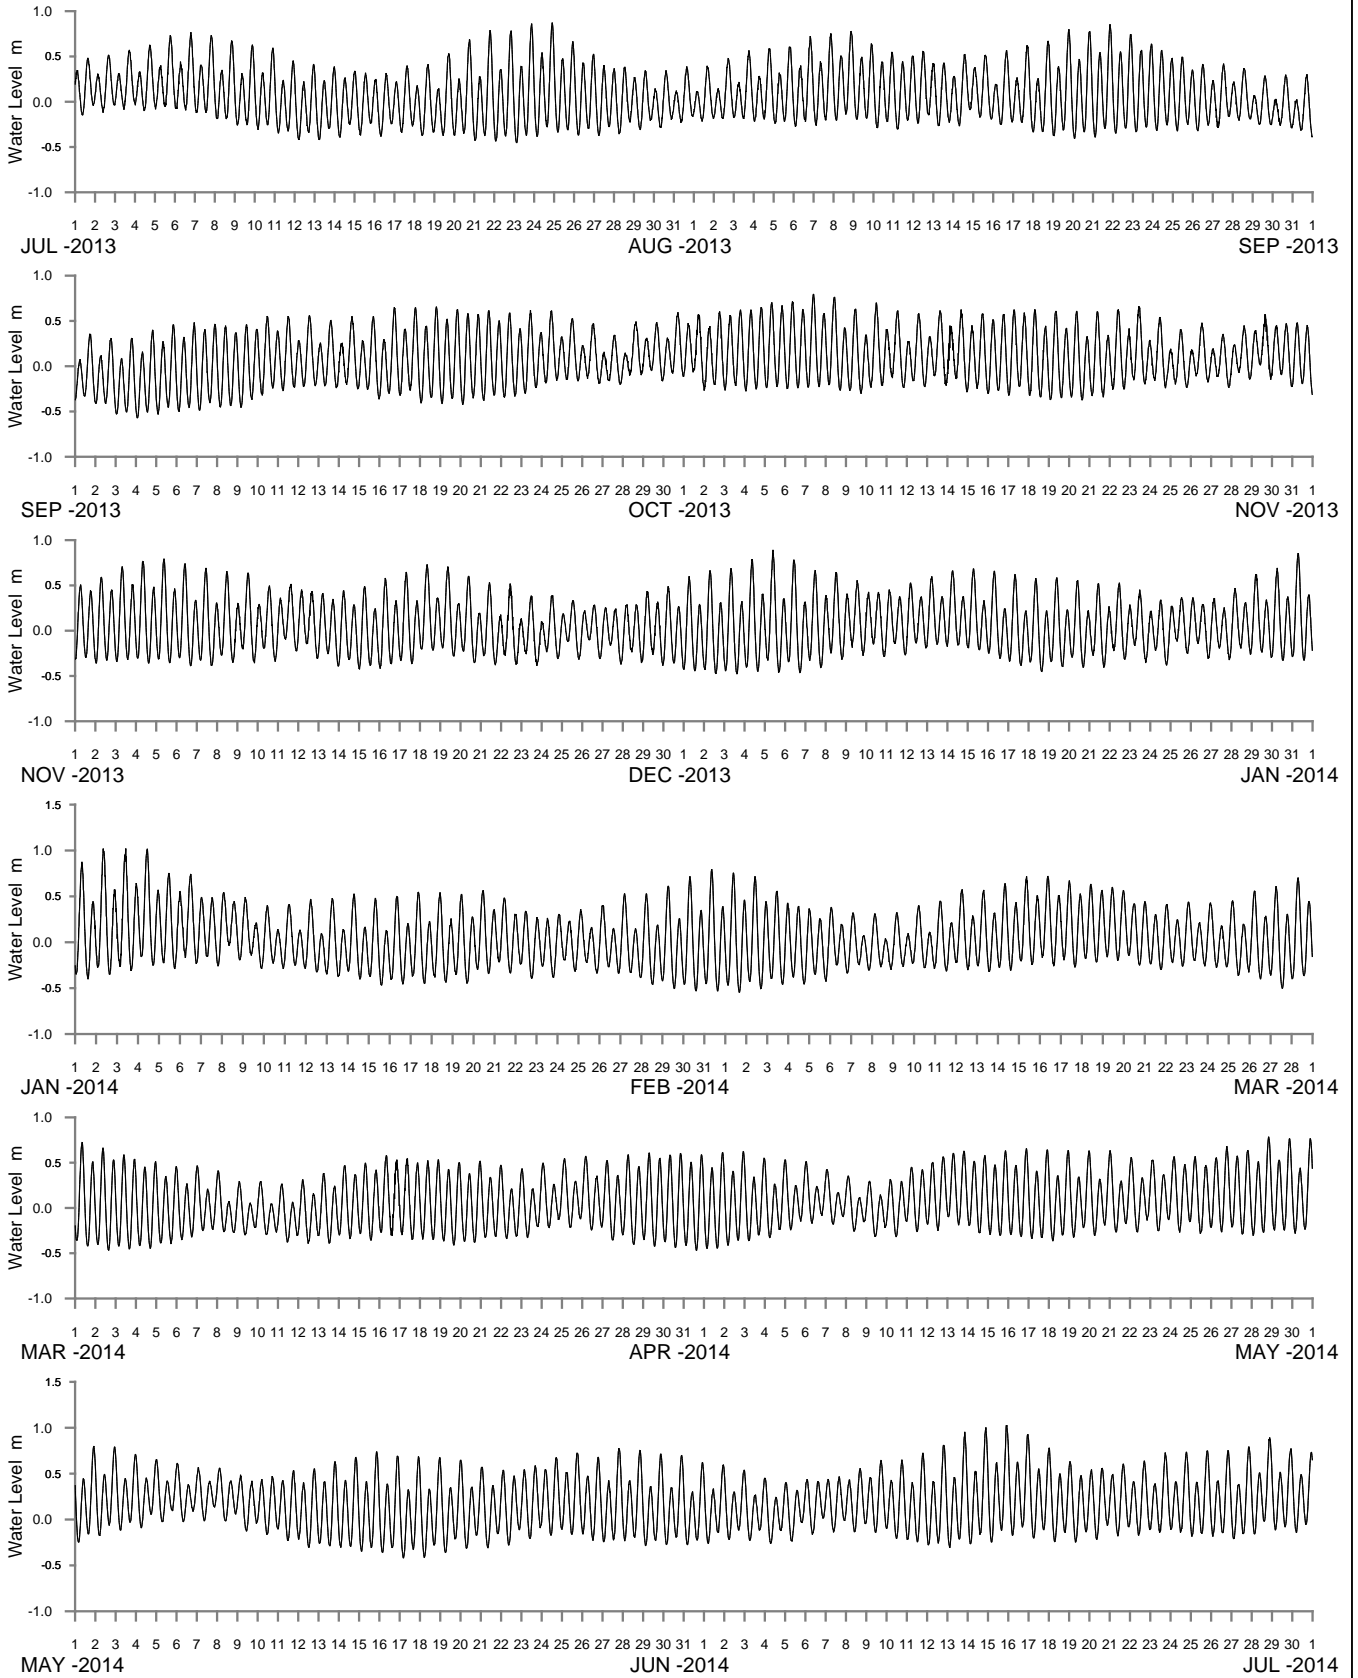 1.0
0.5
0.0
-0.5
-1.0
Water Level m
1 2 3 4 5 6 7 8 9 10 11 12 13 14 15 16 17 18 19 20 21 22 23 24 25 26 27 28 29 30 31 1 2 3 4 5 6 7 8 9 10 11 12 13 14 15 16 17 18 19 20 21 22 23 24 25 26 27 28 29 30 31 1
JUL -2013 AUG -2013 SEP -2013
1.0
0.5
0.0
-0.5
-1.0
Water Level m
1 2 3 4 5 6 7 8 9 10 11 12 13 14 15 16 17 18 19 20 21 22 23 24 25 26 27 28 29 30 1 2 3 4 5 6 7 8 9 10 11 12 13 14 15 16 17 18 19 20 21 22 23 24 25 26 27 28 29 30 31 1
SEP -2013 OCT -2013 NOV -2013
1.0
0.5
0.0
-0.5
-1.0
Water Level m
1 2 3 4 5 6 7 8 9 10 11 12 13 14 15 16 17 18 19 20 21 22 23 24 25 26 27 28 29 30 1 2 3 4 5 6 7 8 9 10 11 12 13 14 15 16 17 18 19 20 21 22 23 24 25 26 27 28 29 30 31 1
NOV -2013 DEC -2013 JAN -2014
1.5
1.0
0.5
0.0
-0.5
-1.0
Water Level m
1 2 3 4 5 6 7 8 9 10 11 12 13 14 15 16 17 18 19 20 21 22 23 24 25 26 27 28 29 30 31 1 2 3 4 5 6 7 8 9 10 11 12 13 14 15 16 17 18 19 20 21 22 23 24 25 26 27 28 1
JAN -2014 FEB -2014 MAR -2014
1.0
0.5
0.0
-0.5
-1.0
Water Level m
1 2 3 4 5 6 7 8 9 10 11 12 13 14 15 16 17 18 19 20 21 22 23 24 25 26 27 28 29 30 31 1 2 3 4 5 6 7 8 9 10 11 12 13 14 15 16 17 18 19 20 21 22 23 24 25 26 27 28 29 30 1
MAR -2014 APR -2014 MAY -2014
1.5
1.0
0.5
0.0
-0.5
-1.0
Water Level m
1 2 3 4 5 6 7 8 9 10 11 12 13 14 15 16 17 18 19 20 21 22 23 24 25 26 27 28 29 30 31 1 2 3 4 5 6 7 8 9 10 11 12 13 14 15 16 17 18 19 20 21 22 23 24 25 26 27 28 29 30 1
MAY -2014 JUN -2014 JUL -2014